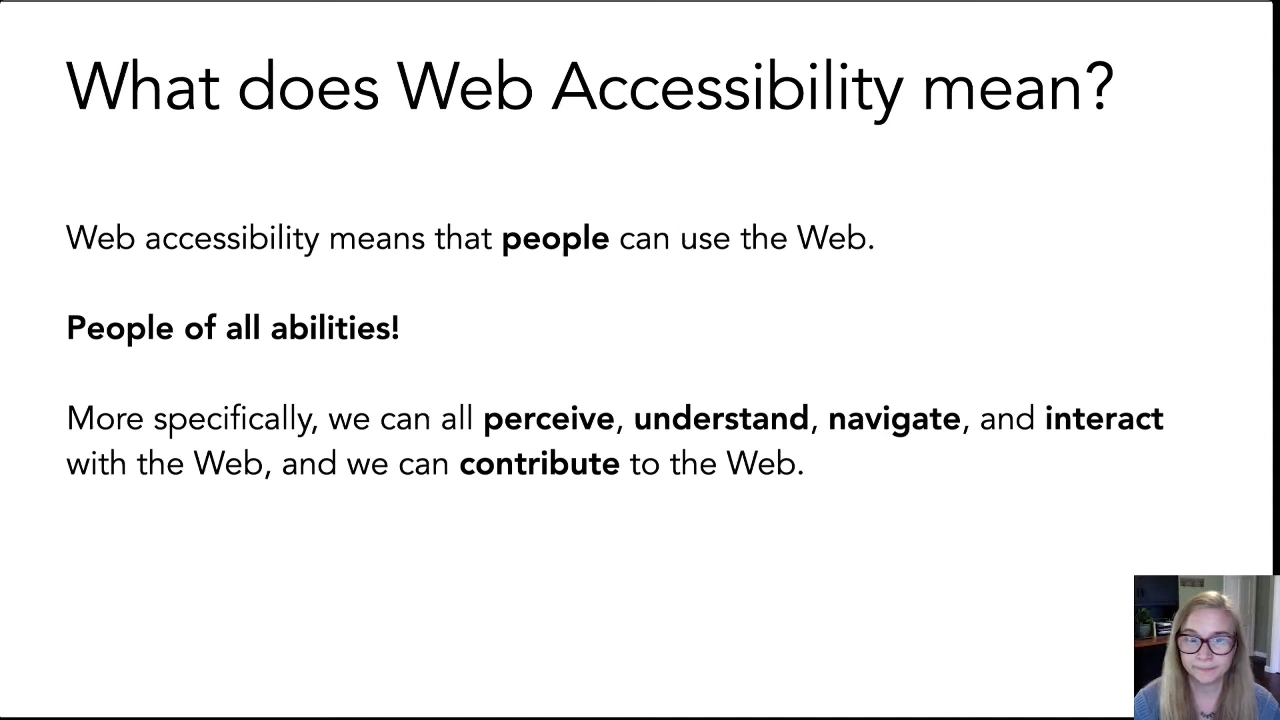 What does Web Accessibility mean?
Web accessibility means that people can use the Web.
People of all abilities!
More specifically, we can all perceive, understand, navigate, and interact
with the Web, and we can contribute to the Web.